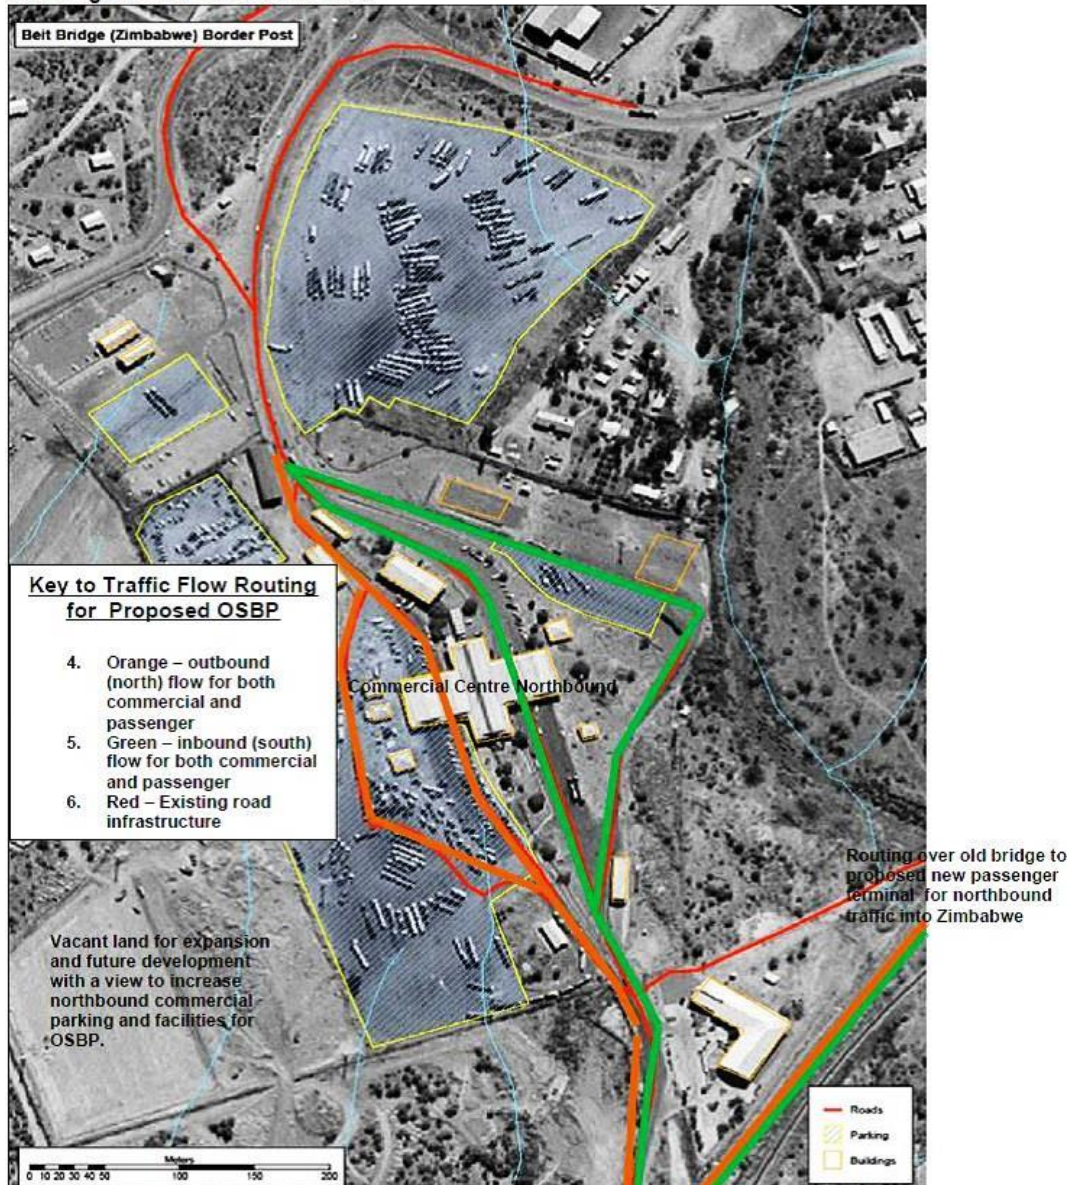 Beit Bridge (Zimbabwe) Border Post
Key to Traffic Flow Routing
for Proposed OSBP
4. Orange – outbound
(north) flow for both
commercial and
passenger
5. Green – inbound (south)
flow for both commercial
and passenger
6. Red – Existing road
infrastructure
Commercial Centre Northbound
Routing over old bridge to
proposed new passenger
terminal for northbound
traffic into Zimbabwe
Vacant land for expansion
and future development
with a view to increase
northbound commercial
parking and facilities for
OSBP.
Roads
Parking
Buildings
Meters
0 10 20 30 40 50 100 150 200